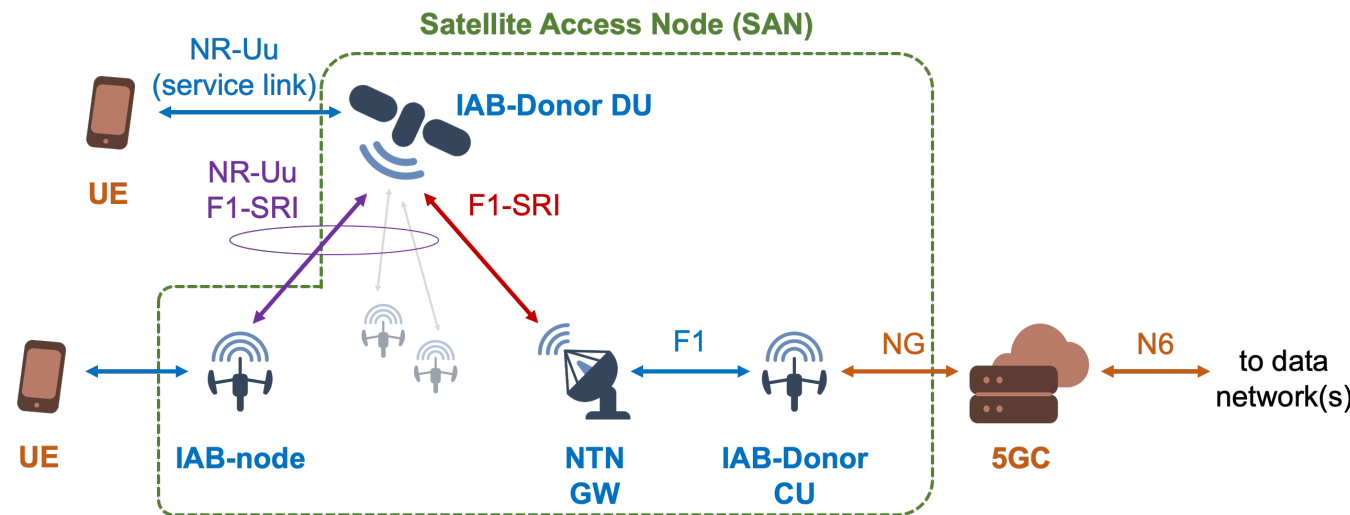 Satellite Access Node (SAN)
NR-Uu
(service link)
IAB-Donor DU
UE
NR-Uu
F1-SRI
F1-SRI
F1
NG
N6
to data
network(s)
UE
IAB-node
NTN
GW
IAB-Donor
CU
5GC